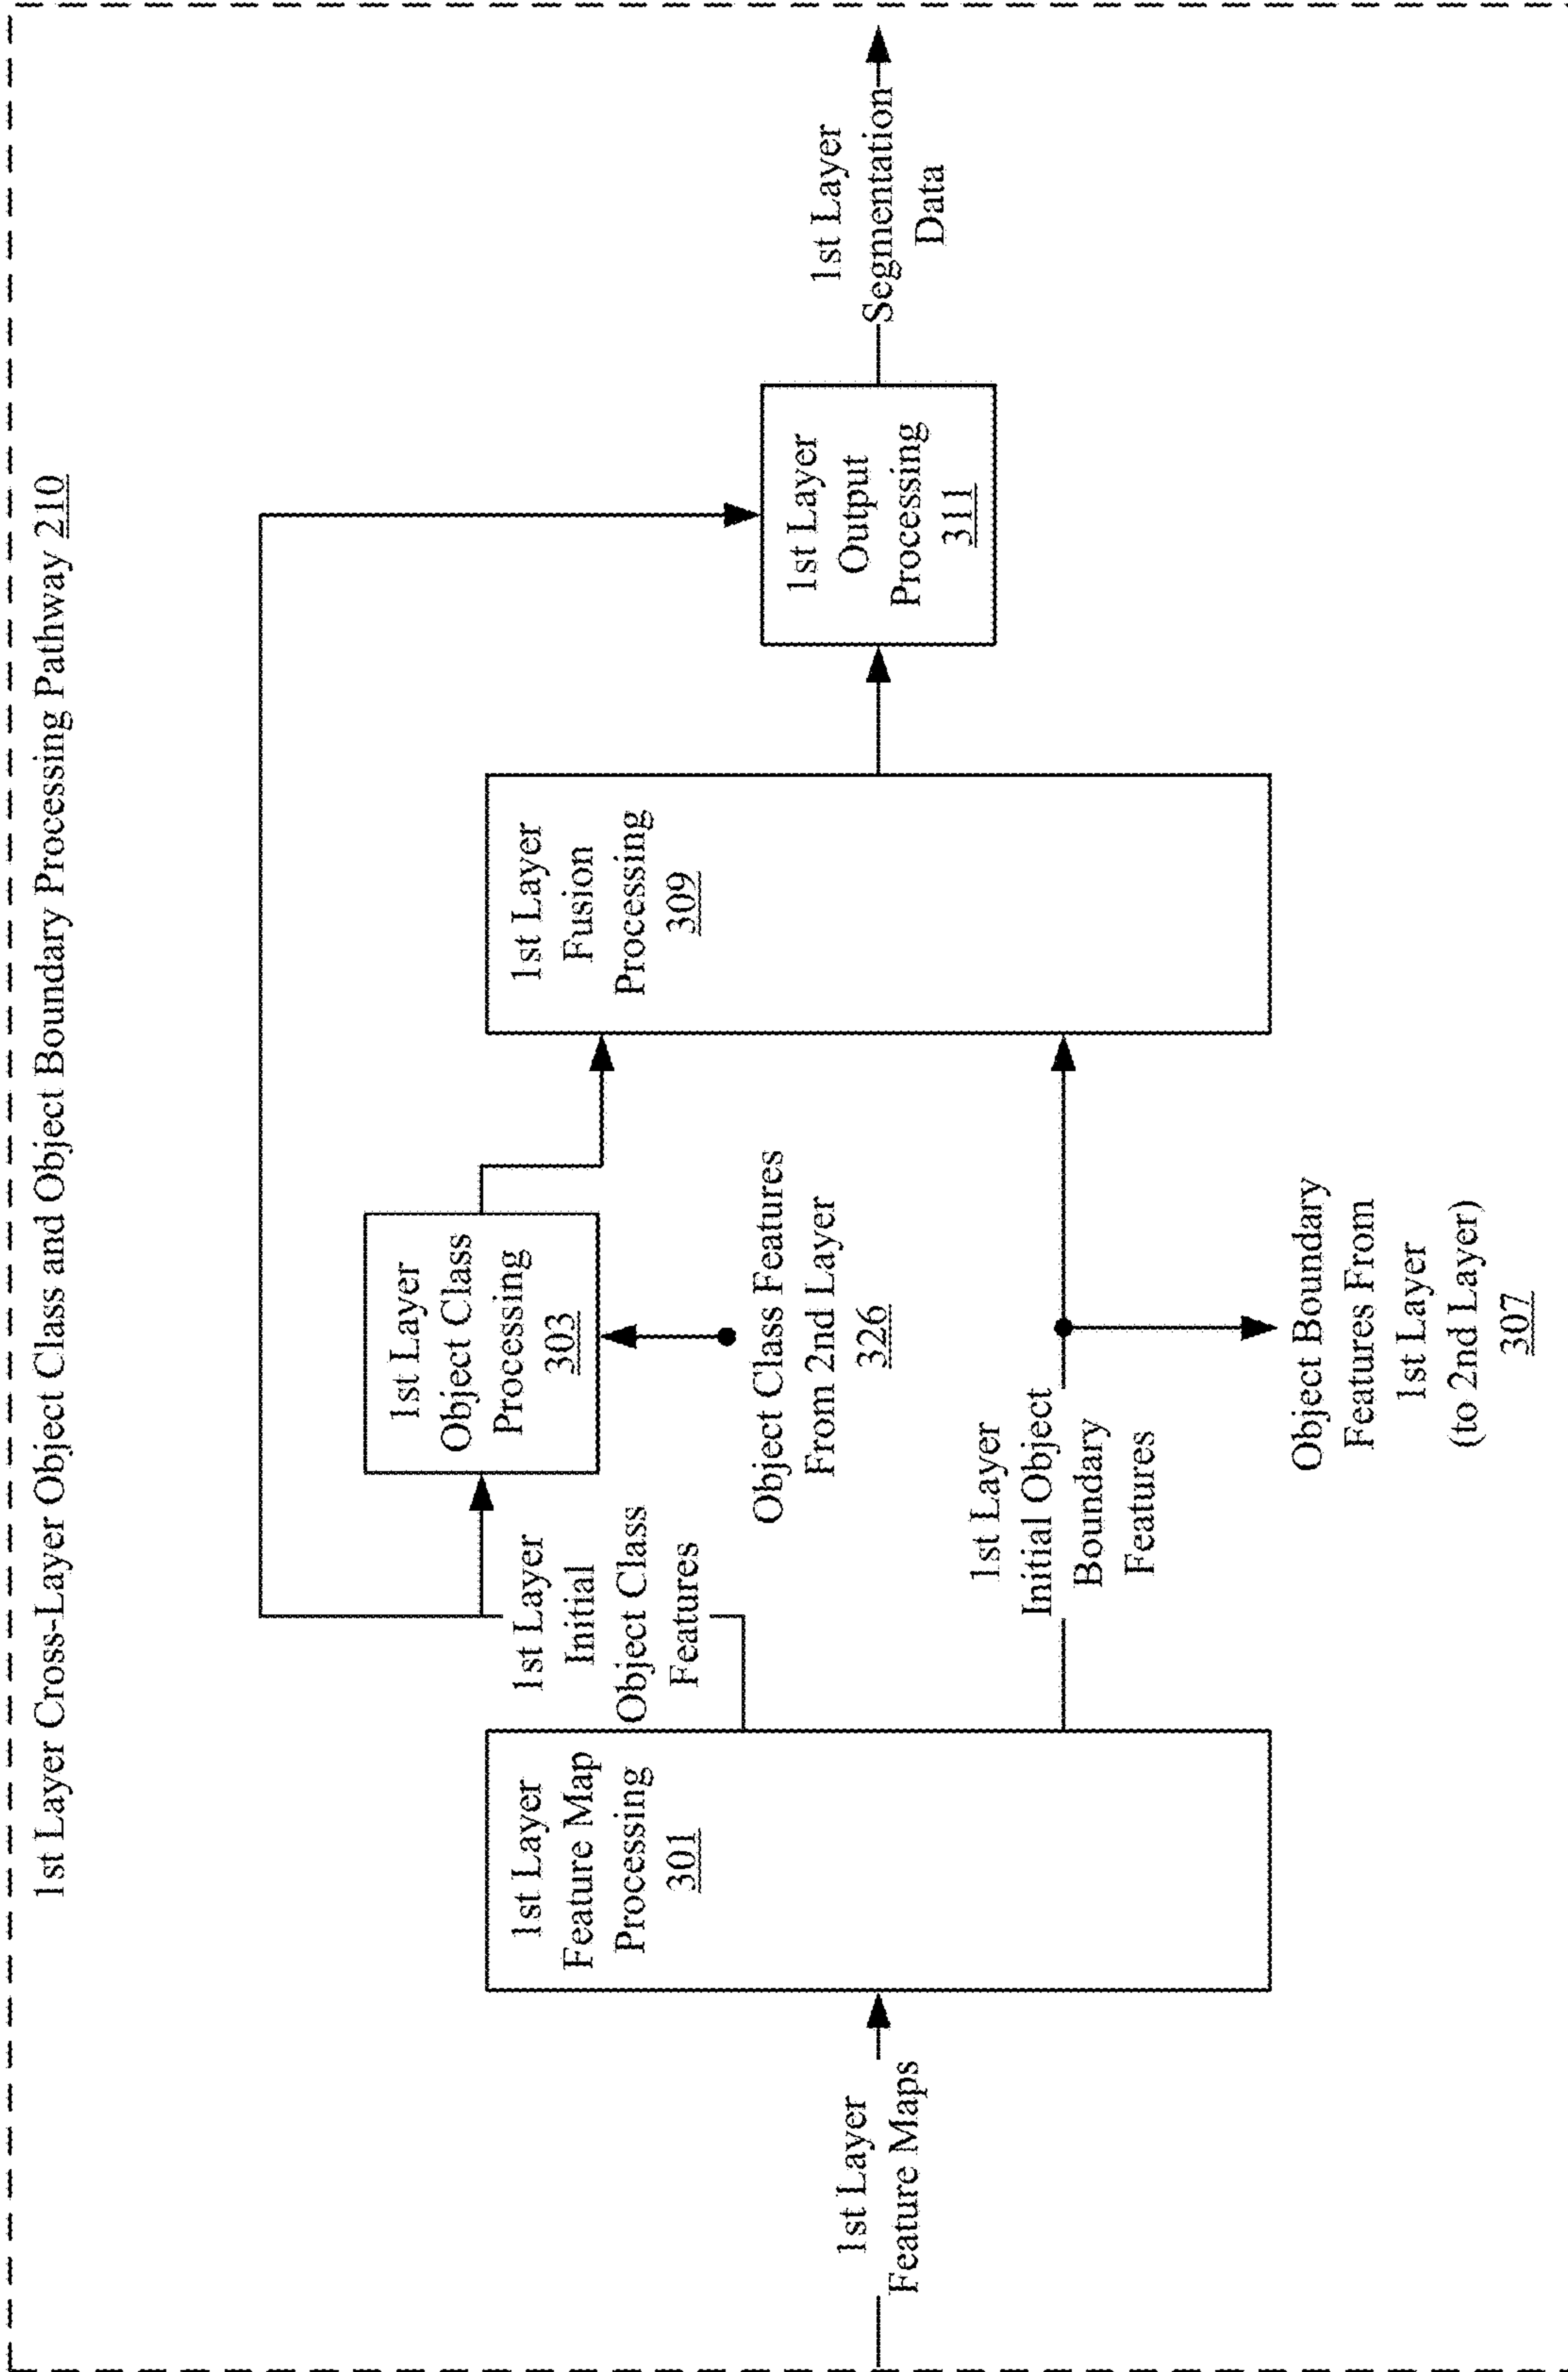 1st Layer Cross-Layer Object Class and Object Boundary Processing Pathway 210
1st Layer
Feature Maps
1st Layer
Feature Map
Processing
301
1st Layer
Initial
Object Class
Features
1st Layer
Object Class
Processing
303
Object Class Features
From 2nd Layer
326
1st Layer
Initial Object
Boundary
Features
Object Boundary
Features From
1st Layer
(to 2nd Layer)
307
1st Layer
Fusion
Processing
309
1st Layer
Output
Processing
311
1st Layer
Segmentation
Data